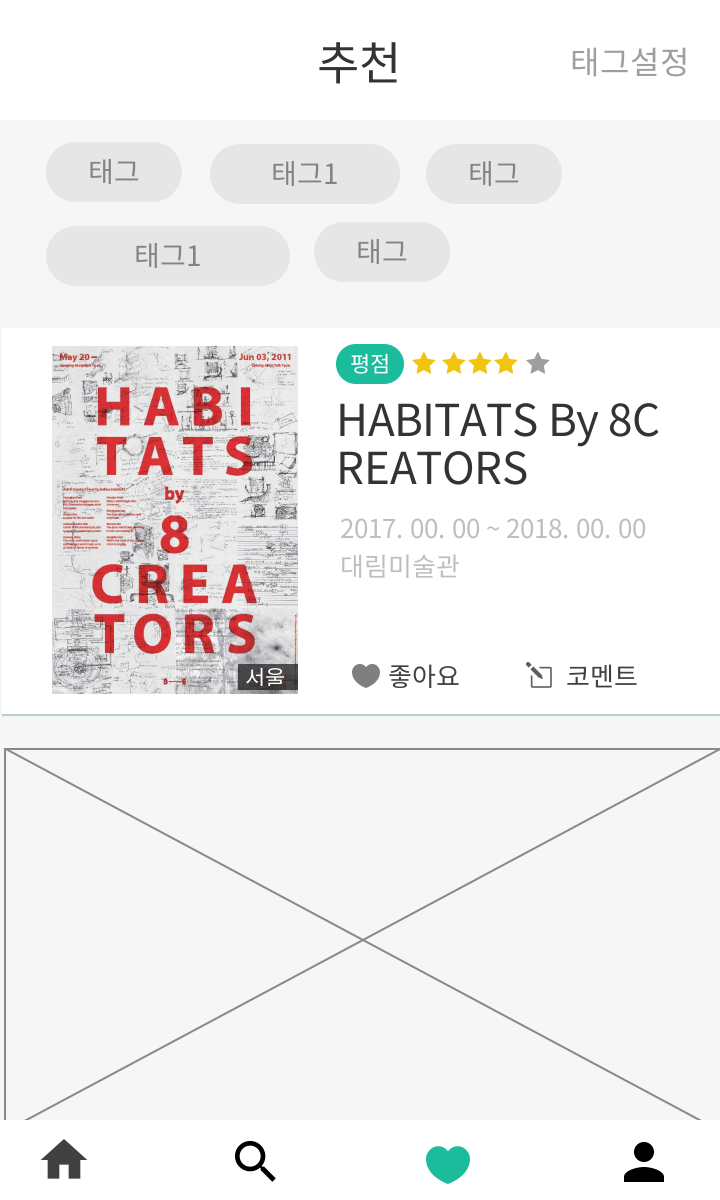 추천
태그설정
태그
태그1
태그
태그1
태그
May 20 –
Jun 03, 2011
HABI
TATS
by
8
CREA
TORS
서울
평점
HABITATS By 8C
REATORS
2017. 00. 00 ~ 2018. 00. 00
대림미술관
좋아요
코멘트